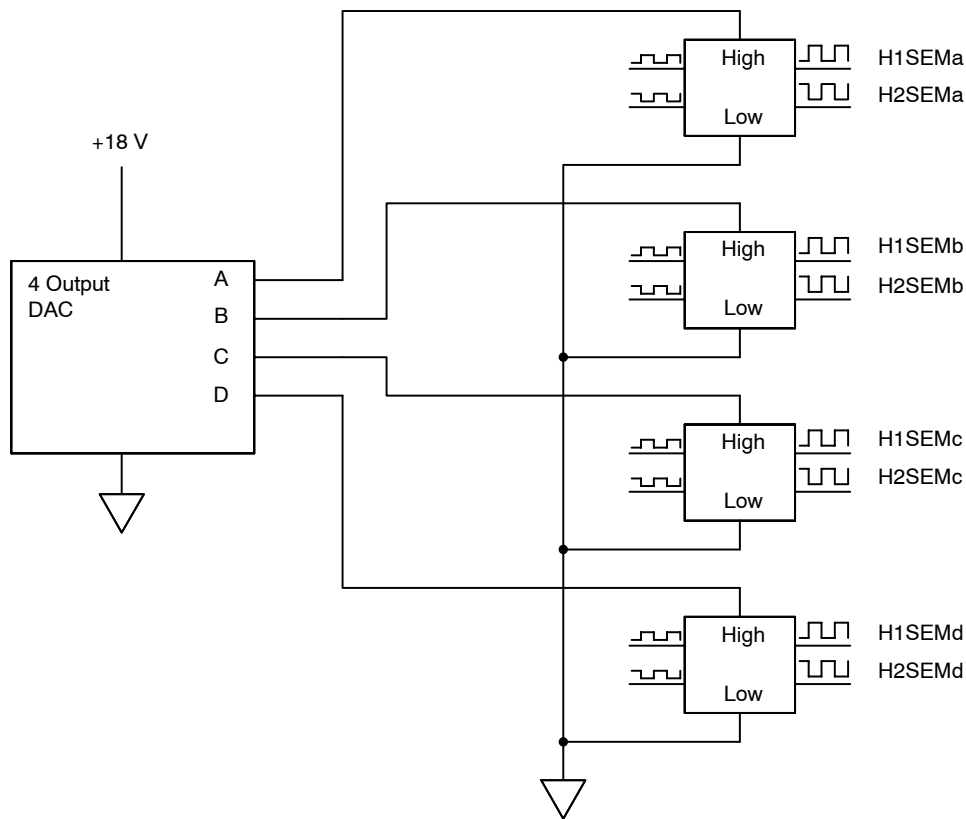 High
H1SEMa
H2SEMa
Low
+18 V
4 Output
DAC
A
B
C
D
High
H1SEMb
H2SEMb
Low
High
H1SEMc
H2SEMc
Low
High
H1SEMd
H2SEMd
Low